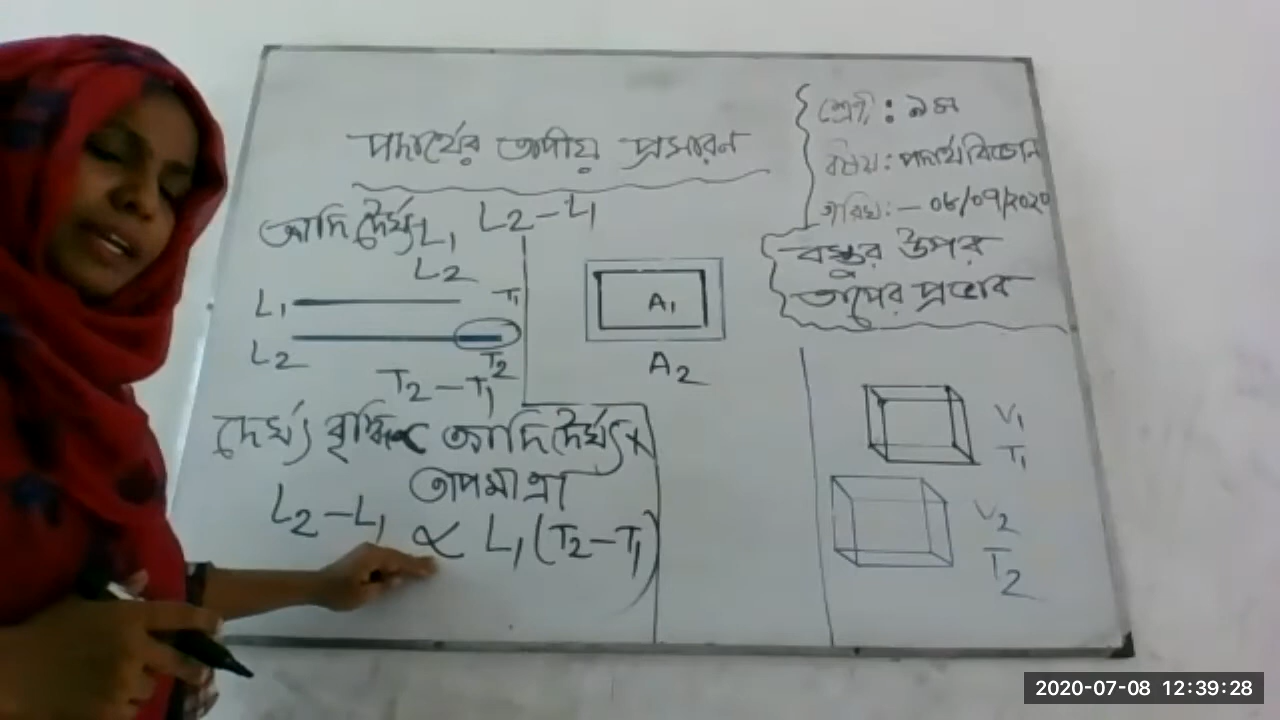 পদার্থের তাপীয় প্রসারন
শ্রেণী : ৯ম
বিষয় : পদার্থ বিজ্ঞান
তারিখ : — ০৮/০৭/২০২০
বস্তুর উপর
তাপের প্রভাব
আদি দৈর্ঘ্য L₁ L₂-L₁
L₂
L₁ T₁
L₂ T₂
T₂-T₁
দৈর্ঘ্য বৃদ্ধি ∝ আদি দৈর্ঘ্য ×
তাপমাত্রা
L₂-L₁ ∝ L₁(T₂-T₁)
A₁
A₂
V₁
T₁
V₂
T₂
2020-07-08 12:39:28